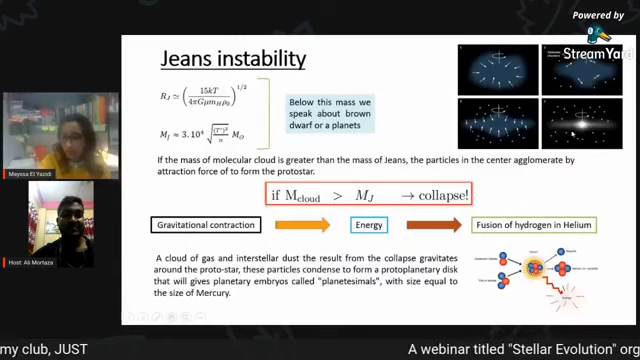 Powered by
StreamYard
Jeans instability
R_J ≃ (15kT / 4πGμm_Hρ_0)^{1/2}
M_J ≈ 3.10^4 √((T)^3 / n) M_O
Below this mass we
speak about brown
dwarf or a planets
If the mass of molecular cloud is greater than the mass of Jeans, the particles in the center agglomerate by
attraction force of to form the protostar.
if M_cloud > M_J → collapse!
Gravitational contraction
Energy
Fusion of hydrogen in Helium
A cloud of gas and interstellar dust the result from the collapse gravitates
around the proto-star, these particles condense to form a protoplanetary disk
that will gives planetary embryos called "planetesimals", with size equal to
the size of Mercury.
Mayssa El Yazidi
Host: Ali Mortaza
my club, JUST
A webinar titled "Stellar Evolution" org